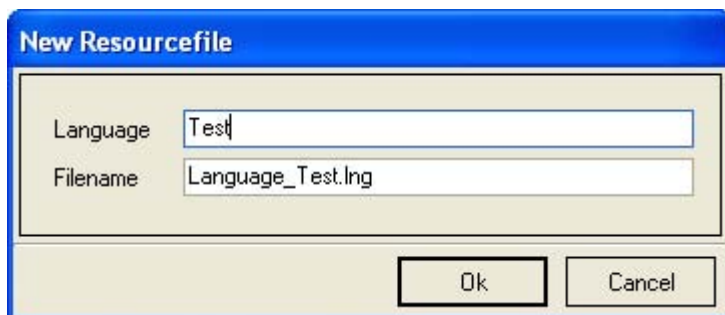 New Resourcefile
Language Test
Filename Language_Test.lng
Ok Cancel